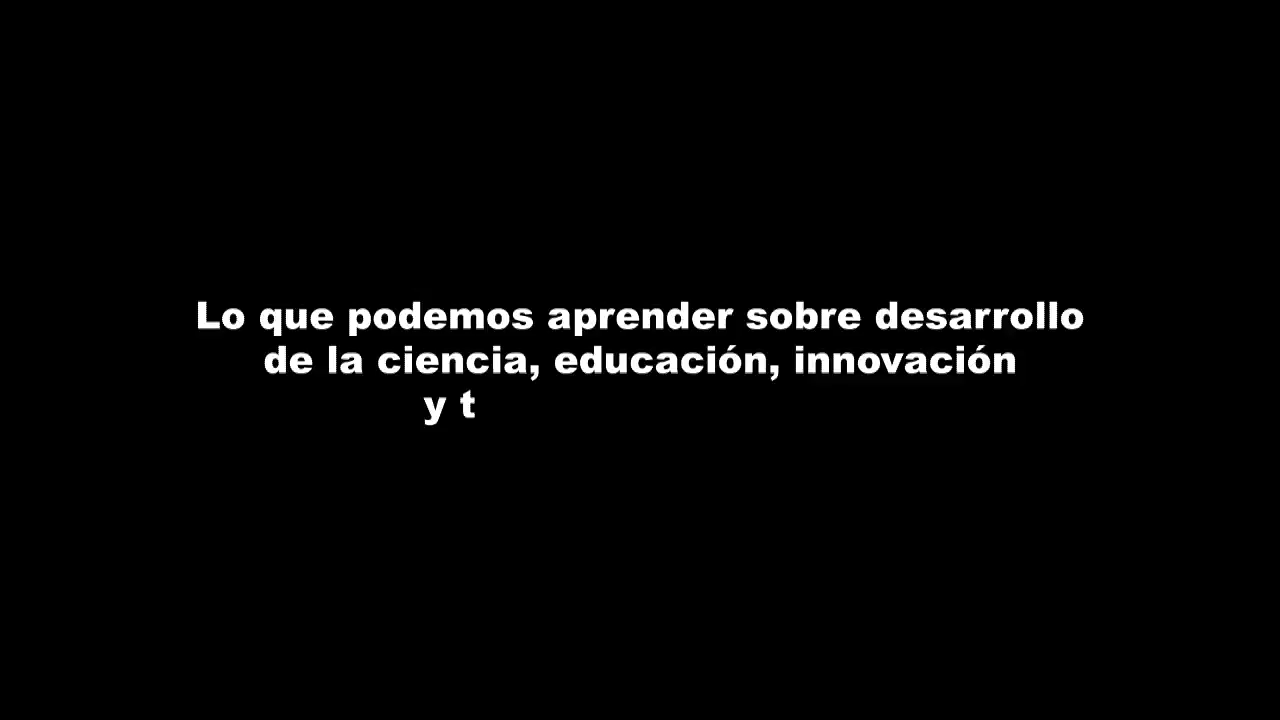 Lo que podemos aprender sobre desarrollo
de la ciencia, educación, innovación
y t